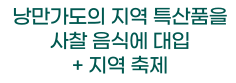 낭만가도의 지역 특산품을
사찰 음식에 대입
+ 지역 축제